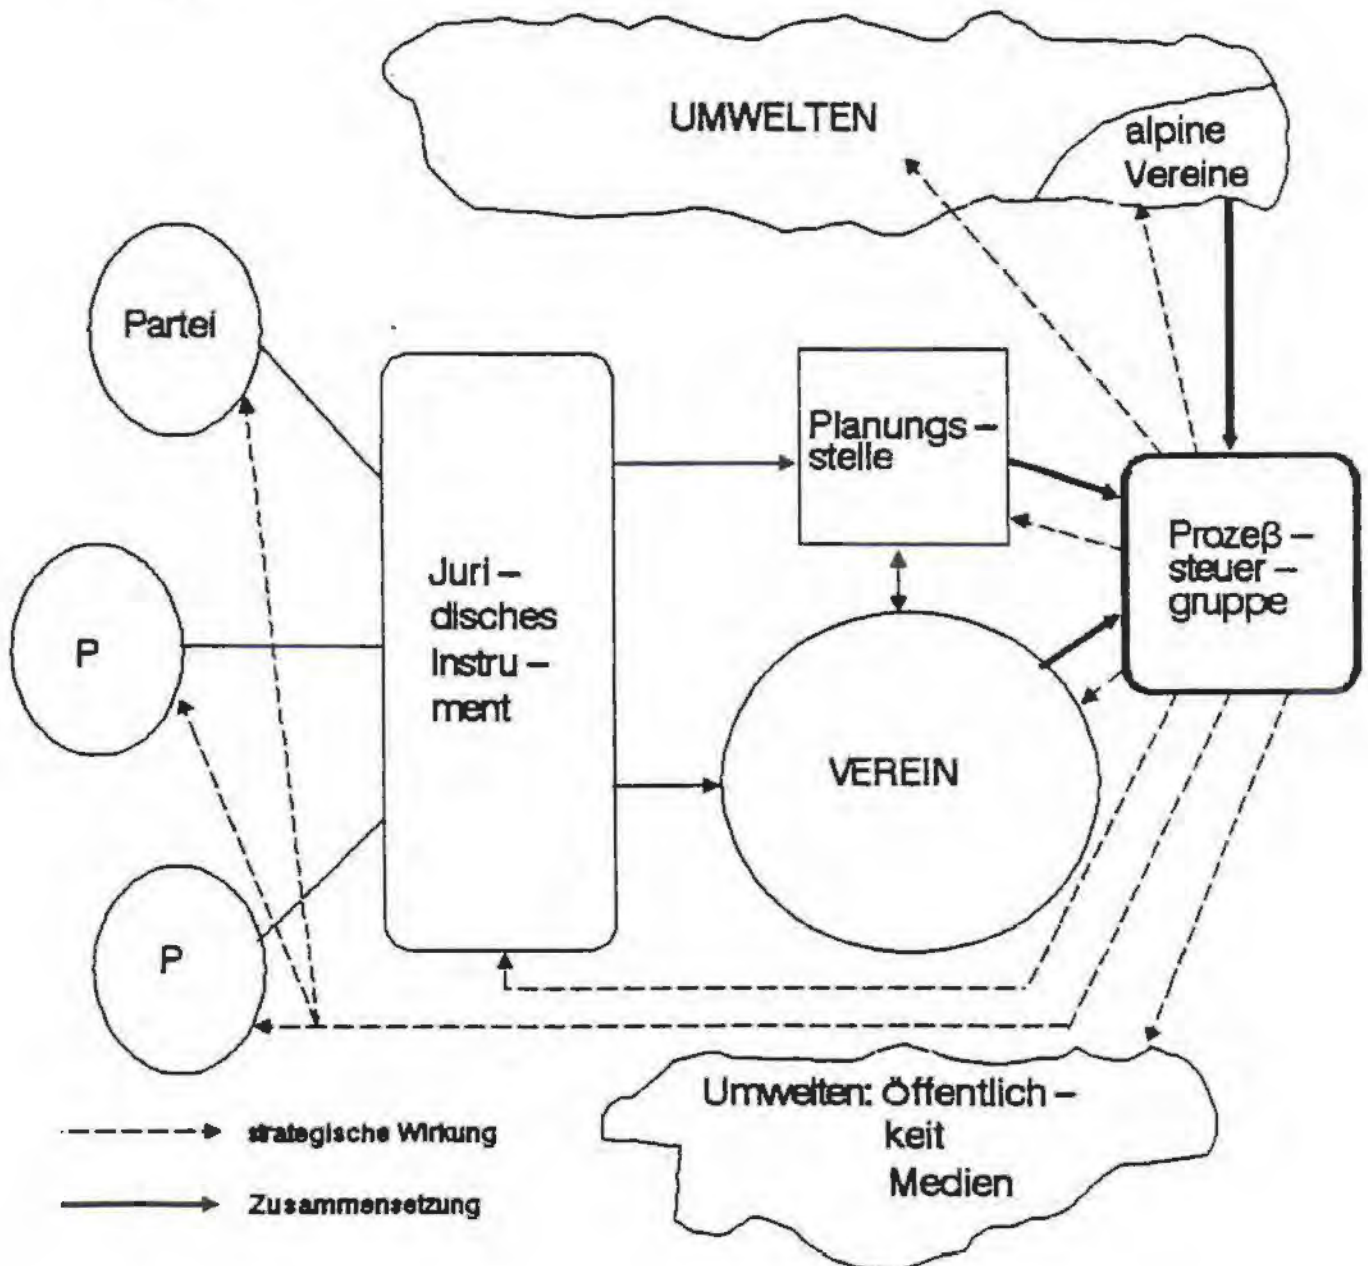 UMWELTEN
alpine
Vereine
Partei
Planungs –
stelle
Prozeß –
steuer –
gruppe
Juri –
disches
Instru –
ment
P
VEREIN
P
Umwelten: Öffentlich –
keit
Medien
strategische Wirkung
Zusammensetzung